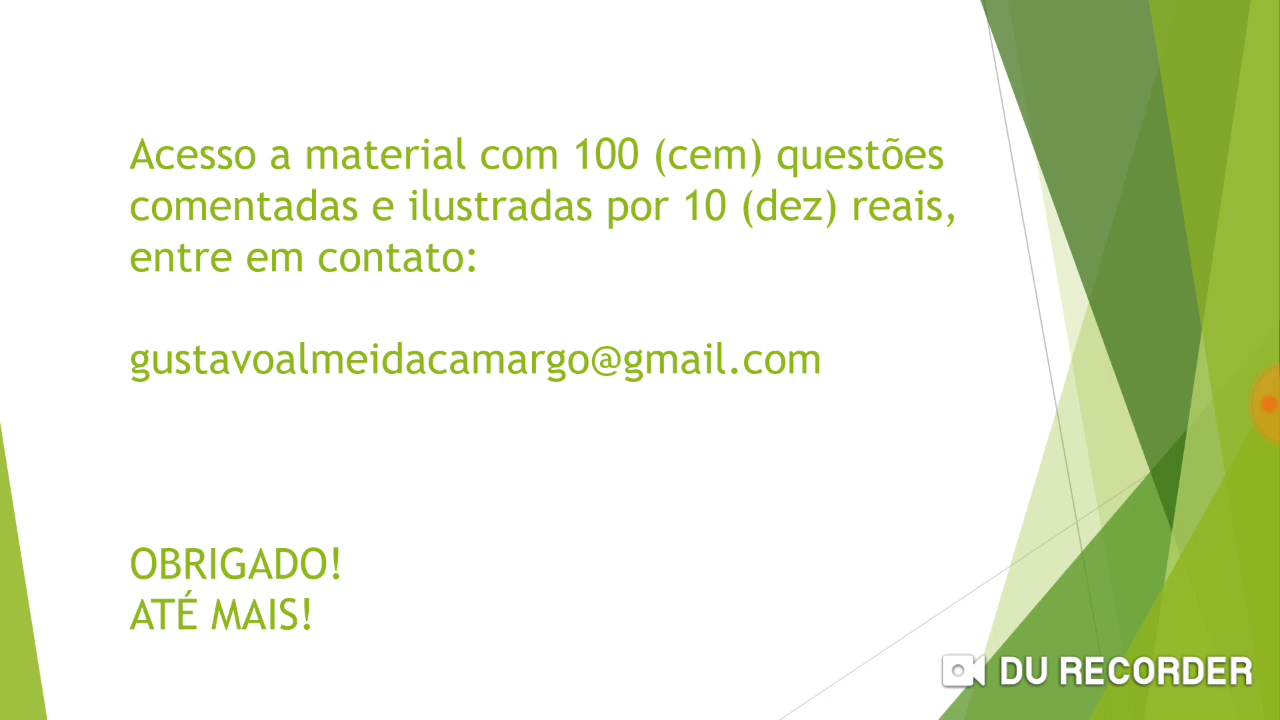 Acesso a material com 100 (cem) questões
comentadas e ilustradas por 10 (dez) reais,
entre em contato:
gustavoalmeidacamargo@gmail.com
OBRIGADO!
ATÉ MAIS!
DU RECORDER